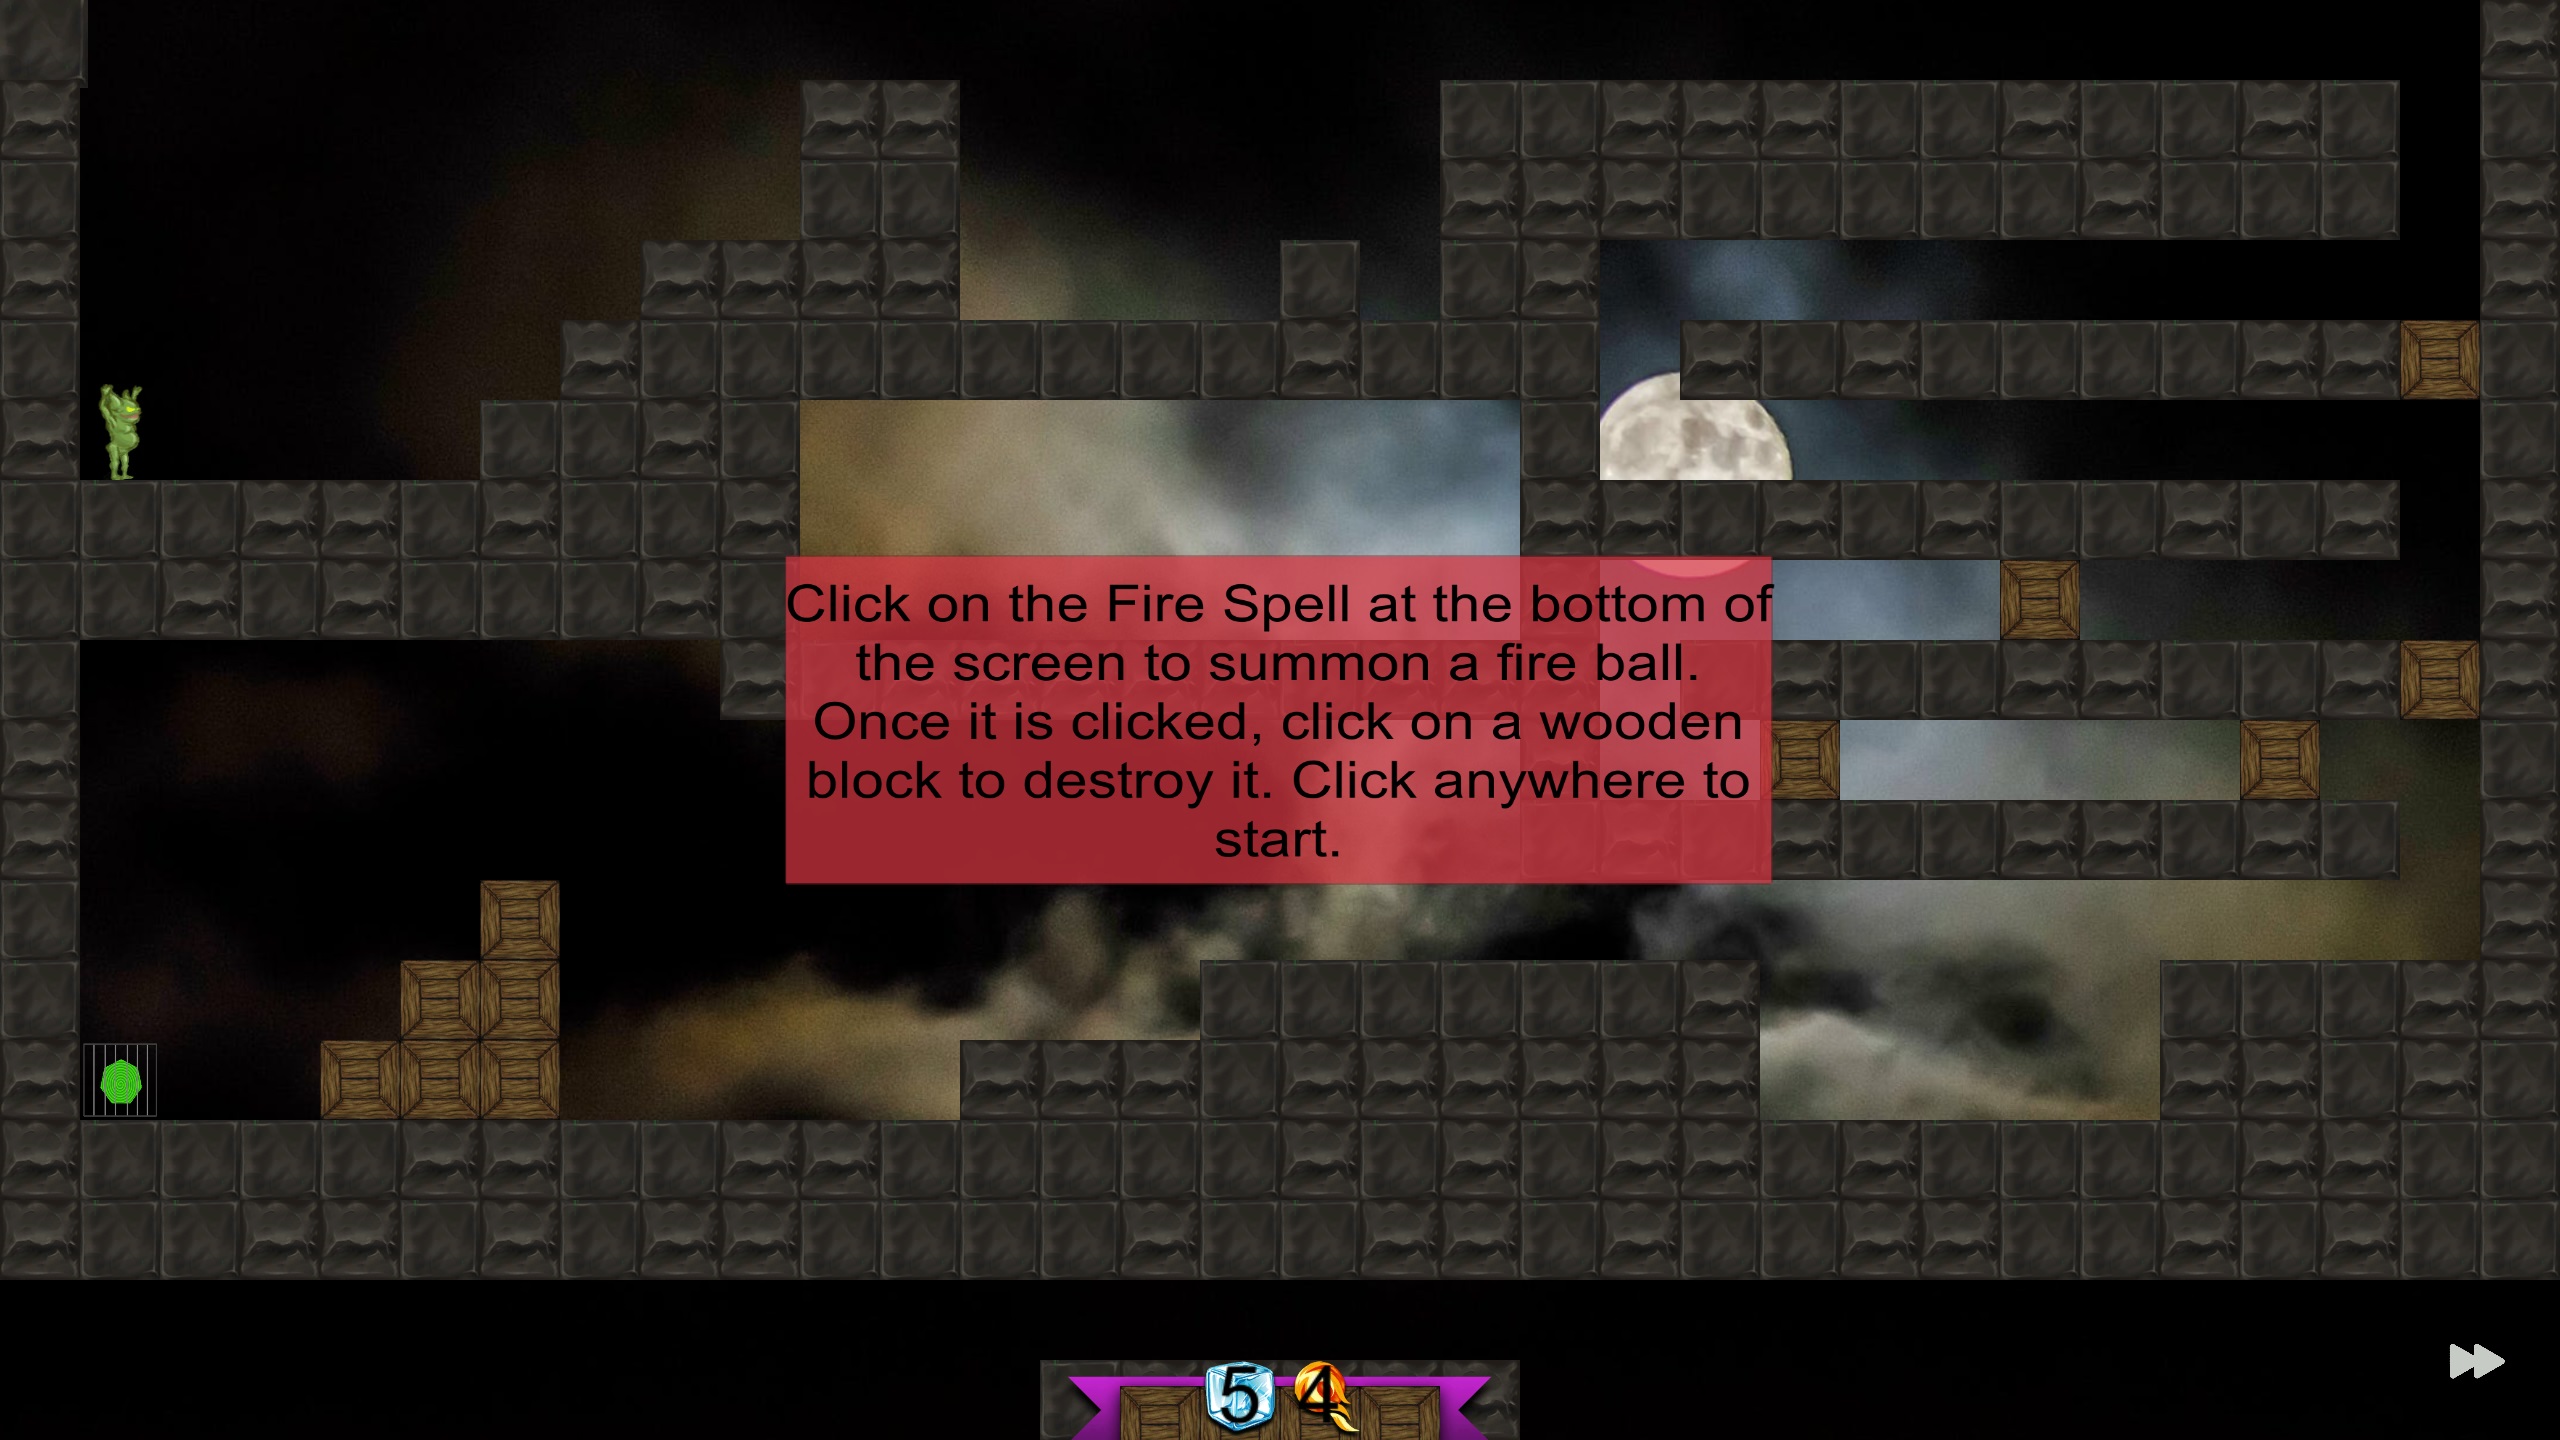 Click on the Fire Spell at the bottom of
the screen to summon a fire ball.
Once it is clicked, click on a wooden
block to destroy it. Click anywhere to
start.
5 4